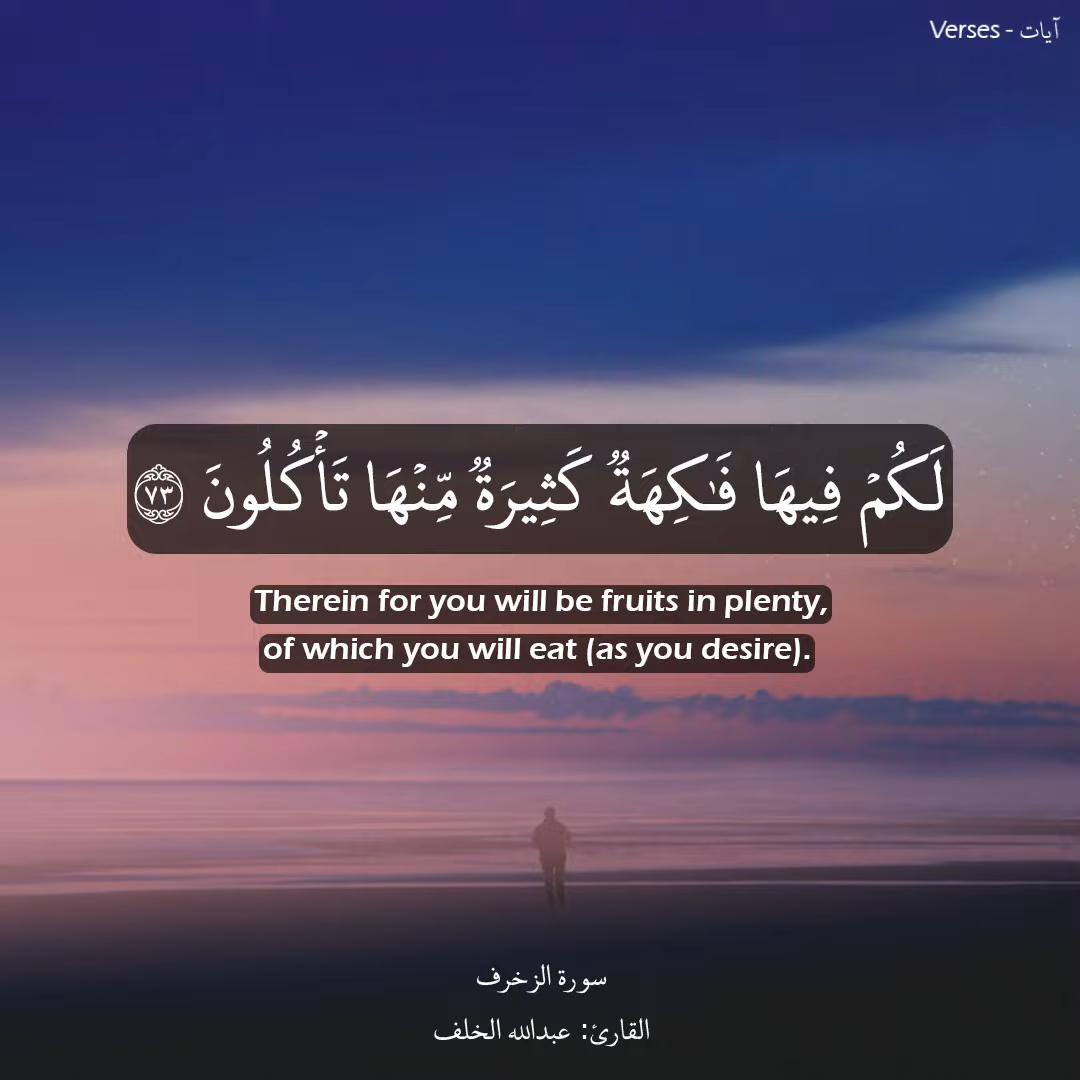 آيات - Verses
لَكُمۡ فِيهَا فَـٰكِهَةࣱ كَثِيرَةࣱ مِّنۡهَا تَأۡكُلُونَ ٧٣
Therein for you will be fruits in plenty,
of which you will eat (as you desire).
سورة الزخرف
القارئ: عبدالله الخلف